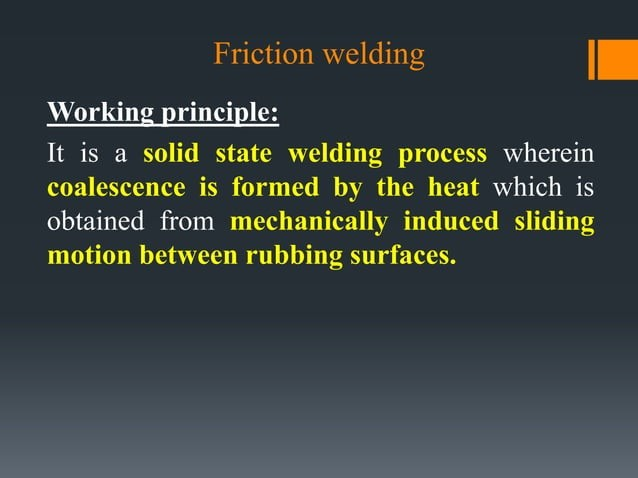 Friction welding
Working principle:
It is a solid state welding process wherein
coalescence is formed by the heat which is
obtained from mechanically induced sliding
motion between rubbing surfaces.